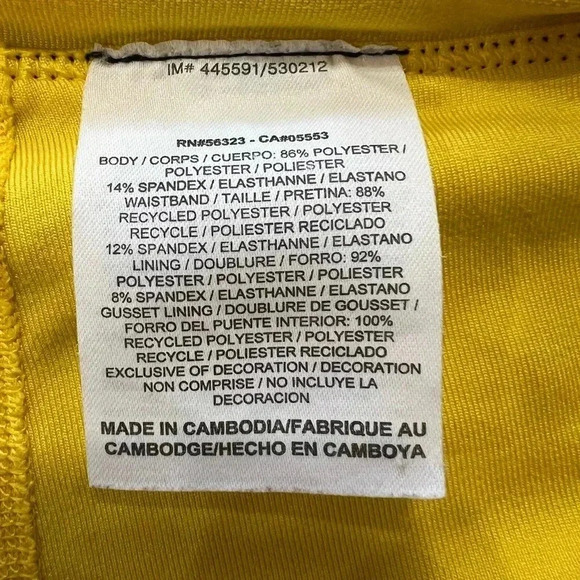 IM# 445591/530212
RN#56323 - CA#05553
BODY / CORPS / CUERPO: 86% POLYESTER /
POLYESTER / POLIESTER
14% SPANDEX / ELASTHANNE / ELASTANO
WAISTBAND / TAILLE / PRETINA: 88%
RECYCLED POLYESTER / POLYESTER
RECYCLE / POLIESTER RECICLADO
12% SPANDEX / ELASTHANNE / ELASTANO
LINING / DOUBLURE / FORRO: 92%
POLYESTER / POLYESTER / POLIESTER
8% SPANDEX / ELASTHANNE / ELASTANO
GUSSET LINING / DOUBLURE DE GOUSSET /
FORRO DEL PUENTE INTERIOR: 100%
RECYCLED POLYESTER / POLYESTER
RECYCLE / POLIESTER RECICLADO
EXCLUSIVE OF DECORATION / DECORATION
NON COMPRISE / NO INCLUYE LA
DECORACION
MADE IN CAMBODIA/FABRIQUE AU
CAMBODGE/HECHO EN CAMBOYA